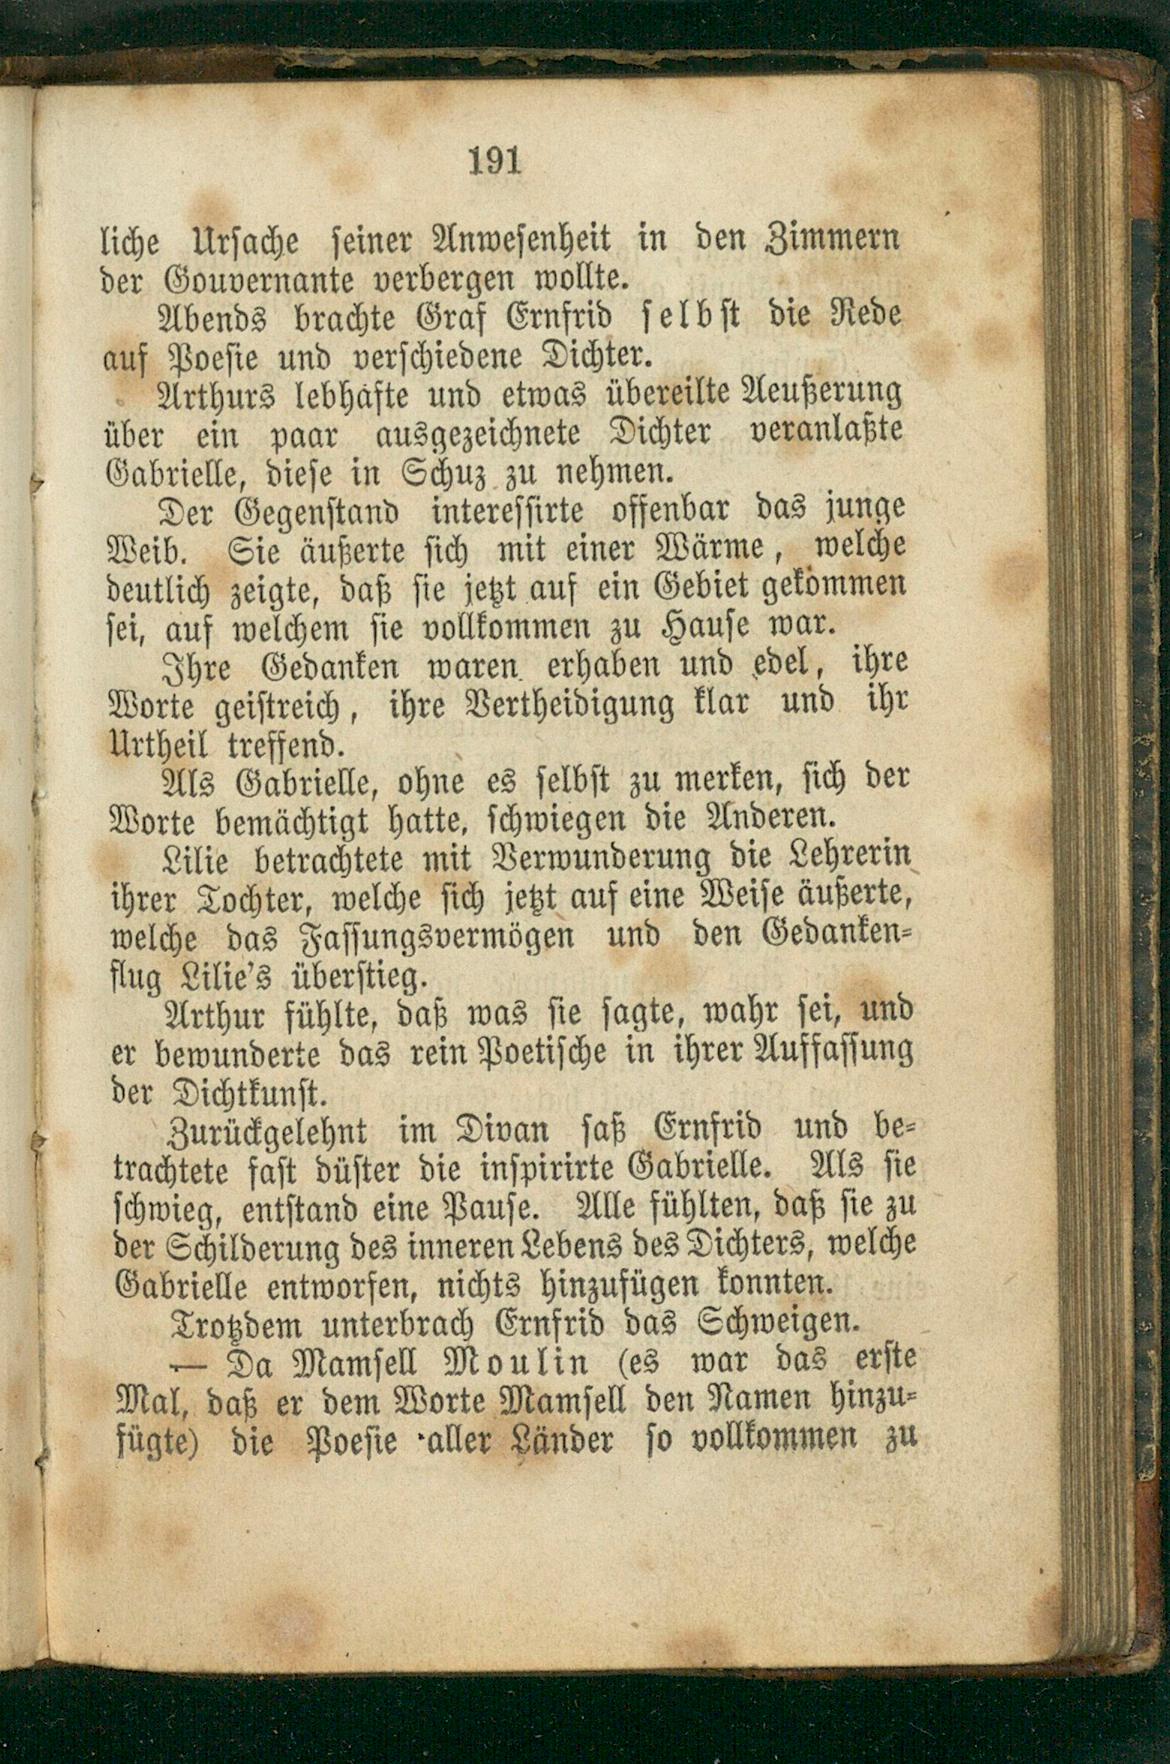 191
liche Ursache seiner Anwesenheit in den Zimmern
der Gouvernante verbergen wollte.
Abends brachte Graf Ernfrid selbst die Rede
auf Poesie und verschiedene Dichter.
Arthurs lebhafte und etwas übereilte Aeußerung
über ein paar ausgezeichnete Dichter veranlaßte
Gabrielle, diese in Schuz zu nehmen.
Der Gegenstand interessirte offenbar das junge
Weib. Sie äußerte sich mit einer Wärme, welche
deutlich zeigte, daß sie jetzt auf ein Gebiet gekommen
sei, auf welchem sie vollkommen zu Hause war.
Ihre Gedanken waren erhaben und edel, ihre
Worte geistreich, ihre Vertheidigung klar und ihr
Urtheil treffend.
Als Gabrielle, ohne es selbst zu merken, sich der
Worte bemächtigt hatte, schwiegen die Anderen.
Lilie betrachtete mit Verwunderung die Lehrerin
ihrer Tochter, welche sich jetzt auf eine Weise äußerte,
welche das Fassungsvermögen und den Gedanken-
flug Lilie's überstieg.
Arthur fühlte, daß was sie sagte, wahr sei, und
er bewunderte das rein Poetische in ihrer Auffassung
der Dichtkunst.
Zurückgelehnt im Divan saß Ernfrid und be-
trachtete fast düster die inspirirte Gabrielle. Als sie
schwieg, entstand eine Pause. Alle fühlten, daß sie zu
der Schilderung des inneren Lebens des Dichters, welche
Gabrielle entworfen, nichts hinzufügen konnten.
Trotzdem unterbrach Ernfrid das Schweigen.
— Da Mamsell Moulin (es war das erste
Mal, daß er dem Worte Mamsell den Namen hinzu-
fügte) die Poesie aller Länder so vollkommen zu